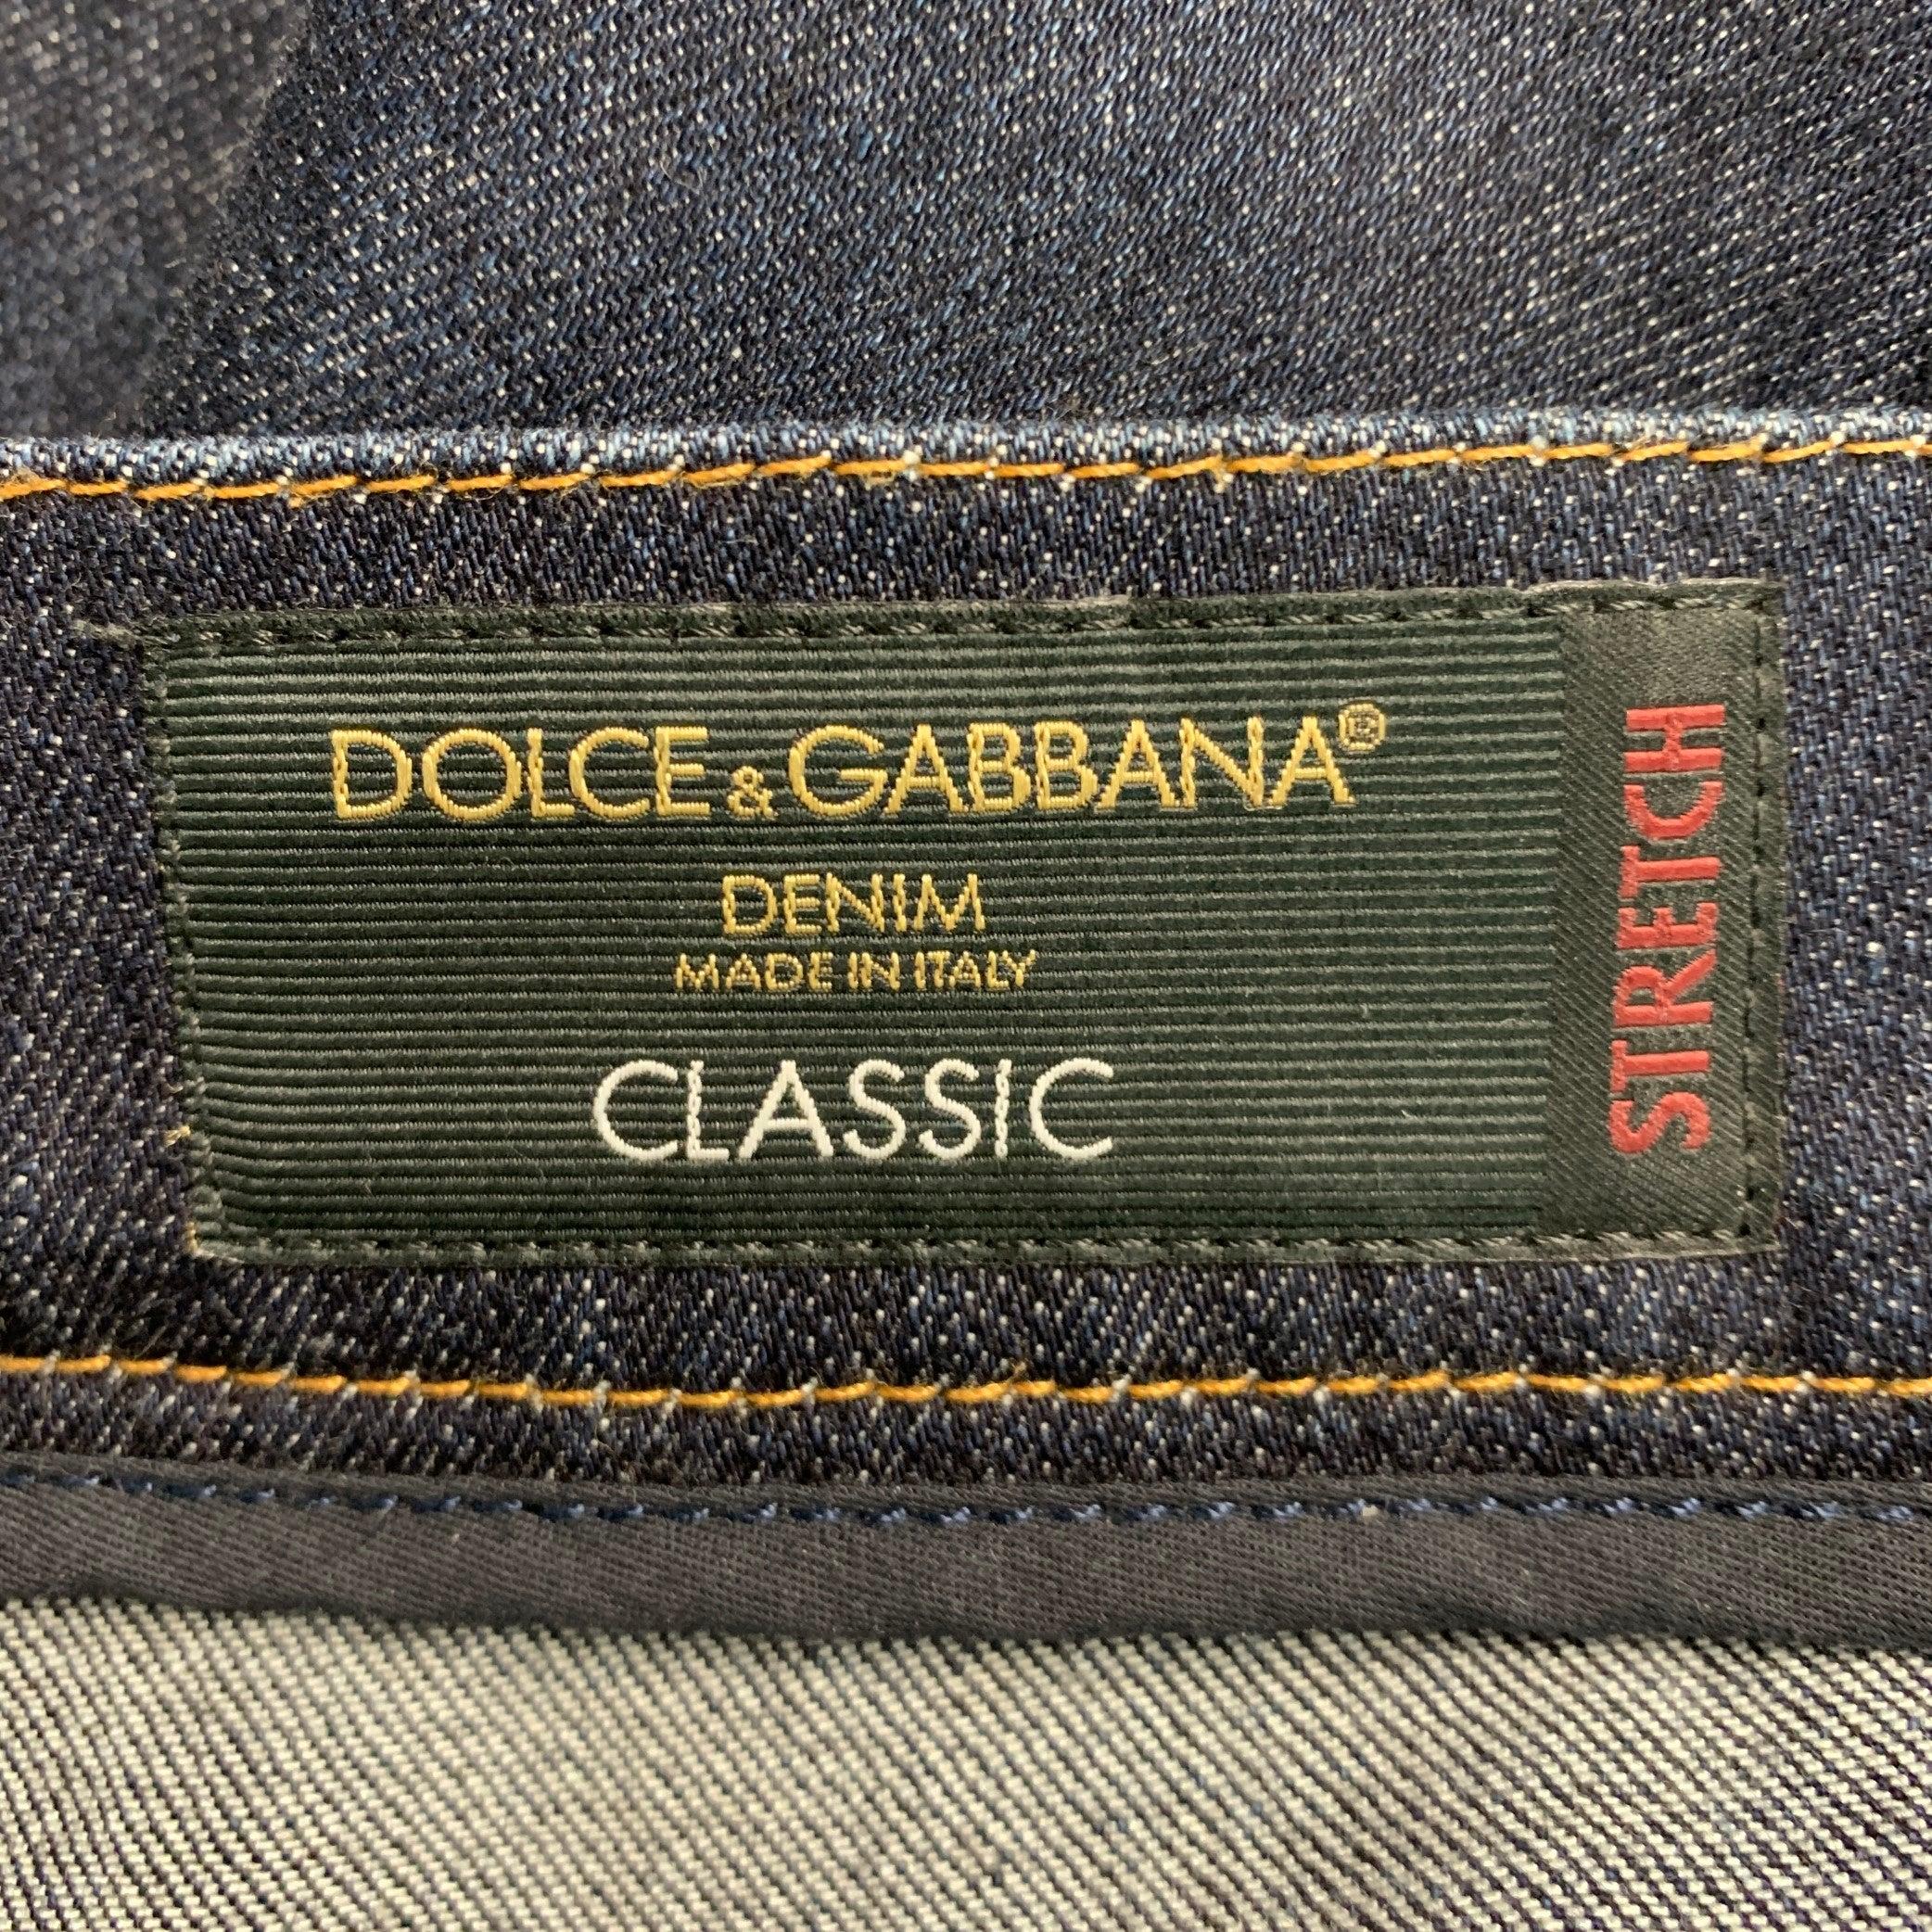 DOLCE & GABBANA®
DENIM
MADE IN ITALY
CLASSIC
STRETCH